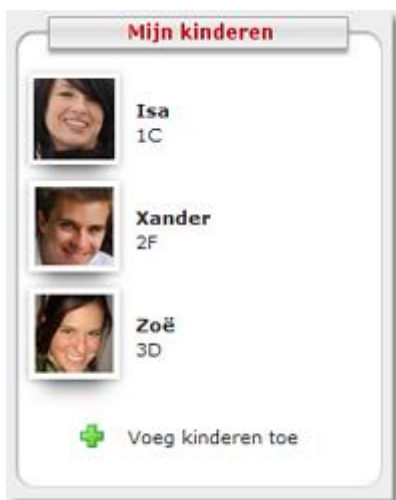 Mijn kinderen
Isa
1C
Xander
2F
Zoë
3D
Voeg kinderen toe